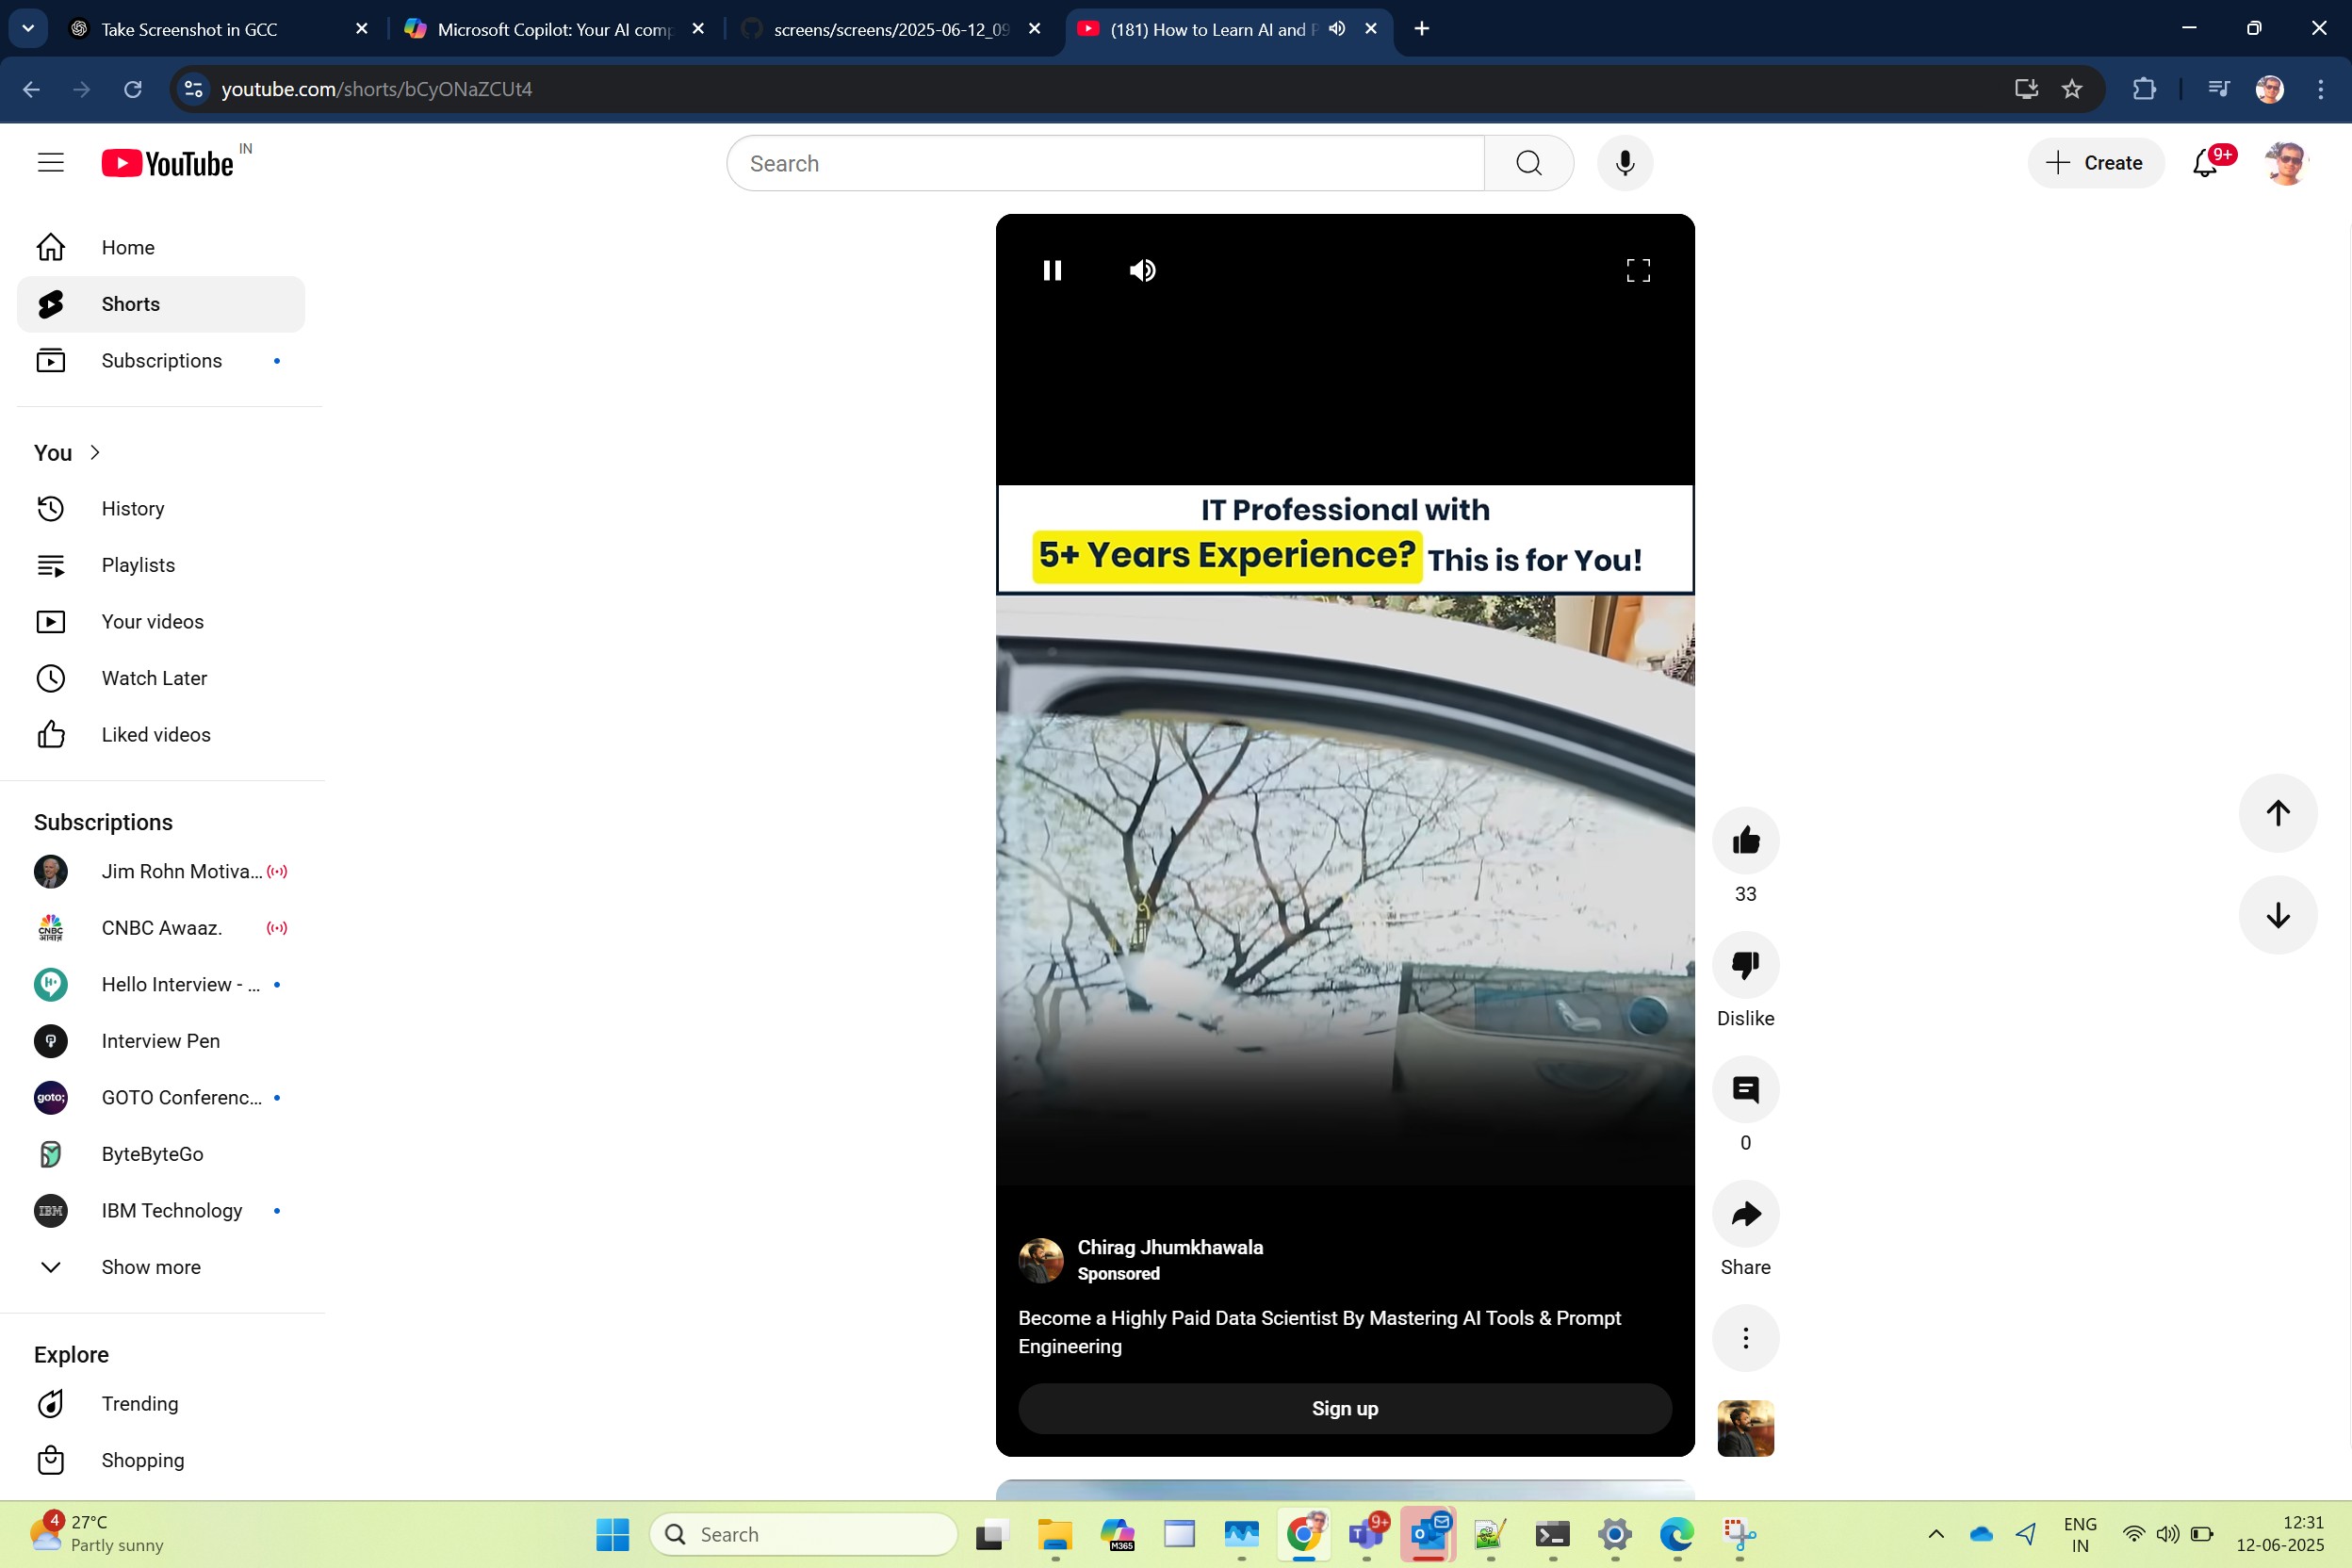 Take Screenshot in GCC
Microsoft Copilot: Your AI comp
screens/screens/2025-06-12_09
(181) How to Learn AI and P
youtube.com/shorts/bCyONaZCUt4
YouTube IN
Search
Create
9+
Home
Shorts
Subscriptions
You
History
Playlists
Your videos
Watch Later
Liked videos
Subscriptions
Jim Rohn Motiva...
CNBC Awaaz.
Hello Interview - ...
Interview Pen
GOTO Conferenc...
ByteByteGo
IBM Technology
Show more
Explore
Trending
Shopping
IT Professional with
5+ Years Experience? This is for You!
33
Dislike
0
Share
Chirag Jhumkhawala
Sponsored
Become a Highly Paid Data Scientist By Mastering AI Tools & Prompt
Engineering
Sign up
4
27°C
Partly sunny
Search
M365
9+
ENG
IN
12:31
12-06-2025